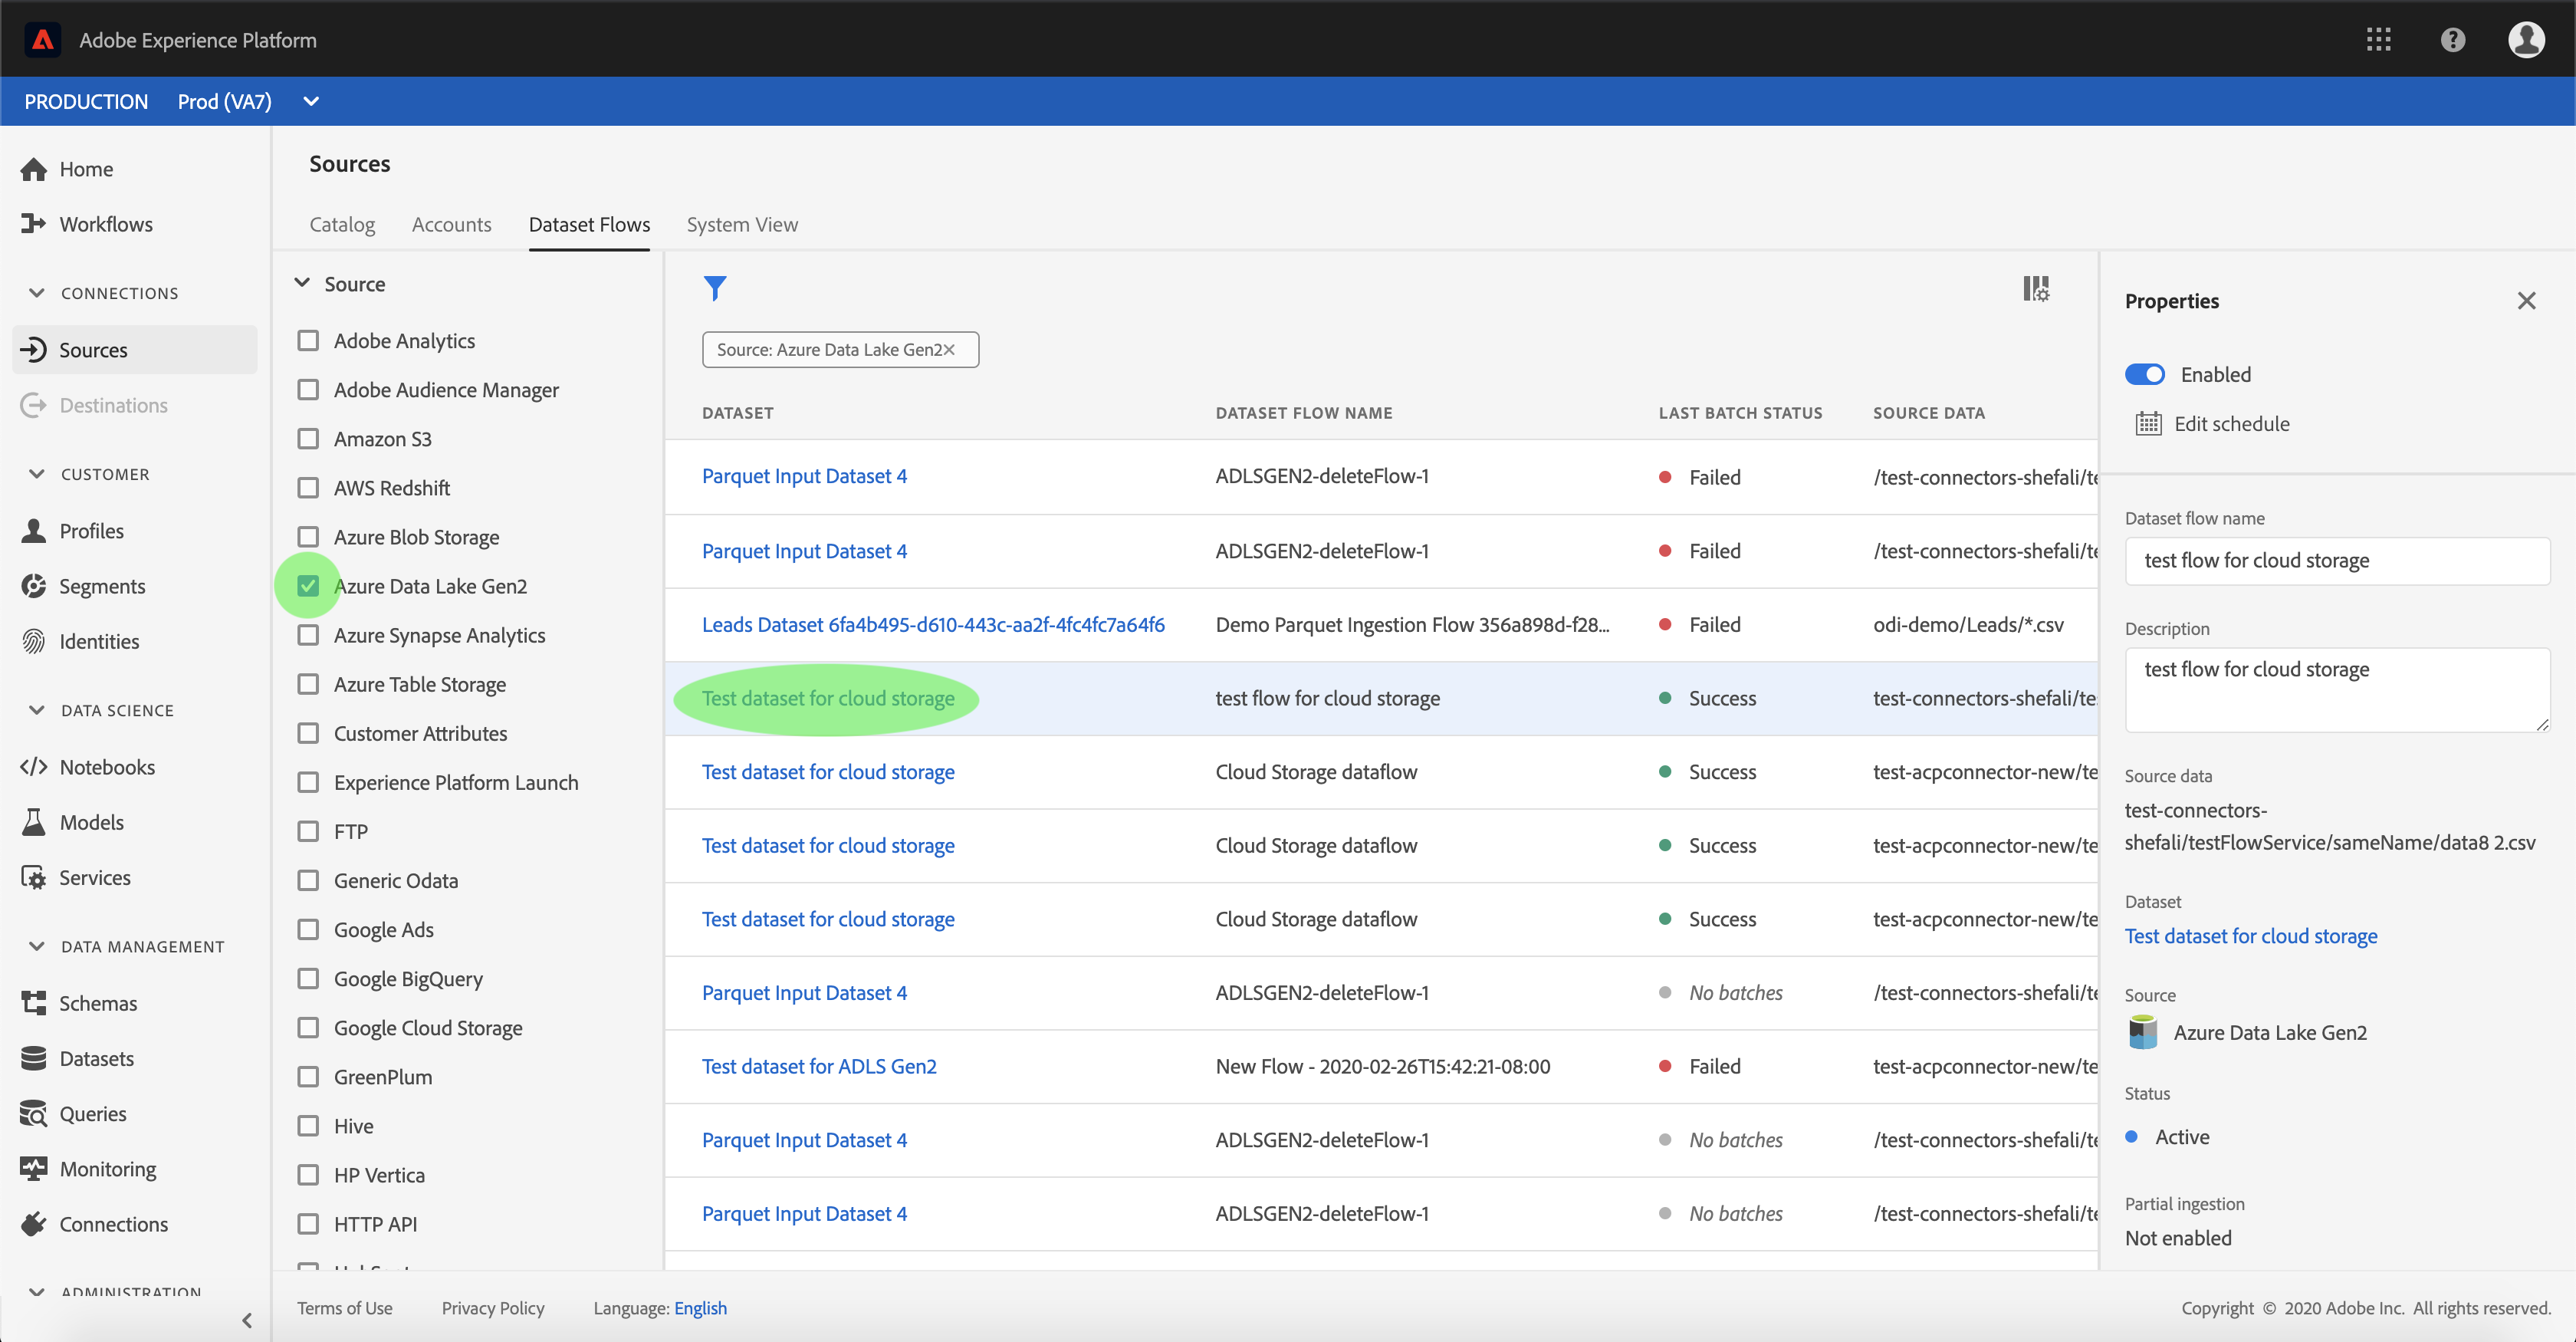 Adobe Experience Platform
PRODUCTION Prod (VA7)
Home
Workflows
CONNECTIONS
Sources
Destinations
CUSTOMER
Profiles
Segments
Identities
DATA SCIENCE
Notebooks
Models
Services
DATA MANAGEMENT
Schemas
Datasets
Queries
Monitoring
Connections
ADMINISTRATION
Sources
Catalog Accounts Dataset Flows System View
Source
Adobe Analytics
Adobe Audience Manager
Amazon S3
AWS Redshift
Azure Blob Storage
Azure Data Lake Gen2
Azure Synapse Analytics
Azure Table Storage
Customer Attributes
Experience Platform Launch
FTP
Generic Odata
Google Ads
Google BigQuery
Google Cloud Storage
GreenPlum
Hive
HP Vertica
HTTP API
Source: Azure Data Lake Gen2
DATASET DATASET FLOW NAME LAST BATCH STATUS SOURCE DATA
Parquet Input Dataset 4 ADLSGEN2-deleteFlow-1 Failed /test-connectors-shefali/te
Parquet Input Dataset 4 ADLSGEN2-deleteFlow-1 Failed /test-connectors-shefali/te
Leads Dataset 6fa4b495-d610-443c-aa2f-4fc4fc7a64f6 Demo Parquet Ingestion Flow 356a898d-f28... Failed odi-demo/Leads/*.csv
Test dataset for cloud storage test flow for cloud storage Success test-connectors-shefali/te
Test dataset for cloud storage Cloud Storage dataflow Success test-acpconnector-new/te
Test dataset for cloud storage Cloud Storage dataflow Success test-acpconnector-new/te
Test dataset for cloud storage Cloud Storage dataflow Success test-acpconnector-new/te
Parquet Input Dataset 4 ADLSGEN2-deleteFlow-1 No batches /test-connectors-shefali/te
Test dataset for ADLS Gen2 New Flow - 2020-02-26T15:42:21-08:00 Failed test-acpconnector-new/te
Parquet Input Dataset 4 ADLSGEN2-deleteFlow-1 No batches /test-connectors-shefali/te
Parquet Input Dataset 4 ADLSGEN2-deleteFlow-1 No batches /test-connectors-shefali/te
Properties
Enabled
Edit schedule
Dataset flow name
test flow for cloud storage
Description
test flow for cloud storage
Source data
test-connectors-
shefali/testFlowService/sameName/data8 2.csv
Dataset
Test dataset for cloud storage
Source
Azure Data Lake Gen2
Status
Active
Partial ingestion
Not enabled
Terms of Use Privacy Policy Language: English
Copyright © 2020 Adobe Inc. All rights reserved.